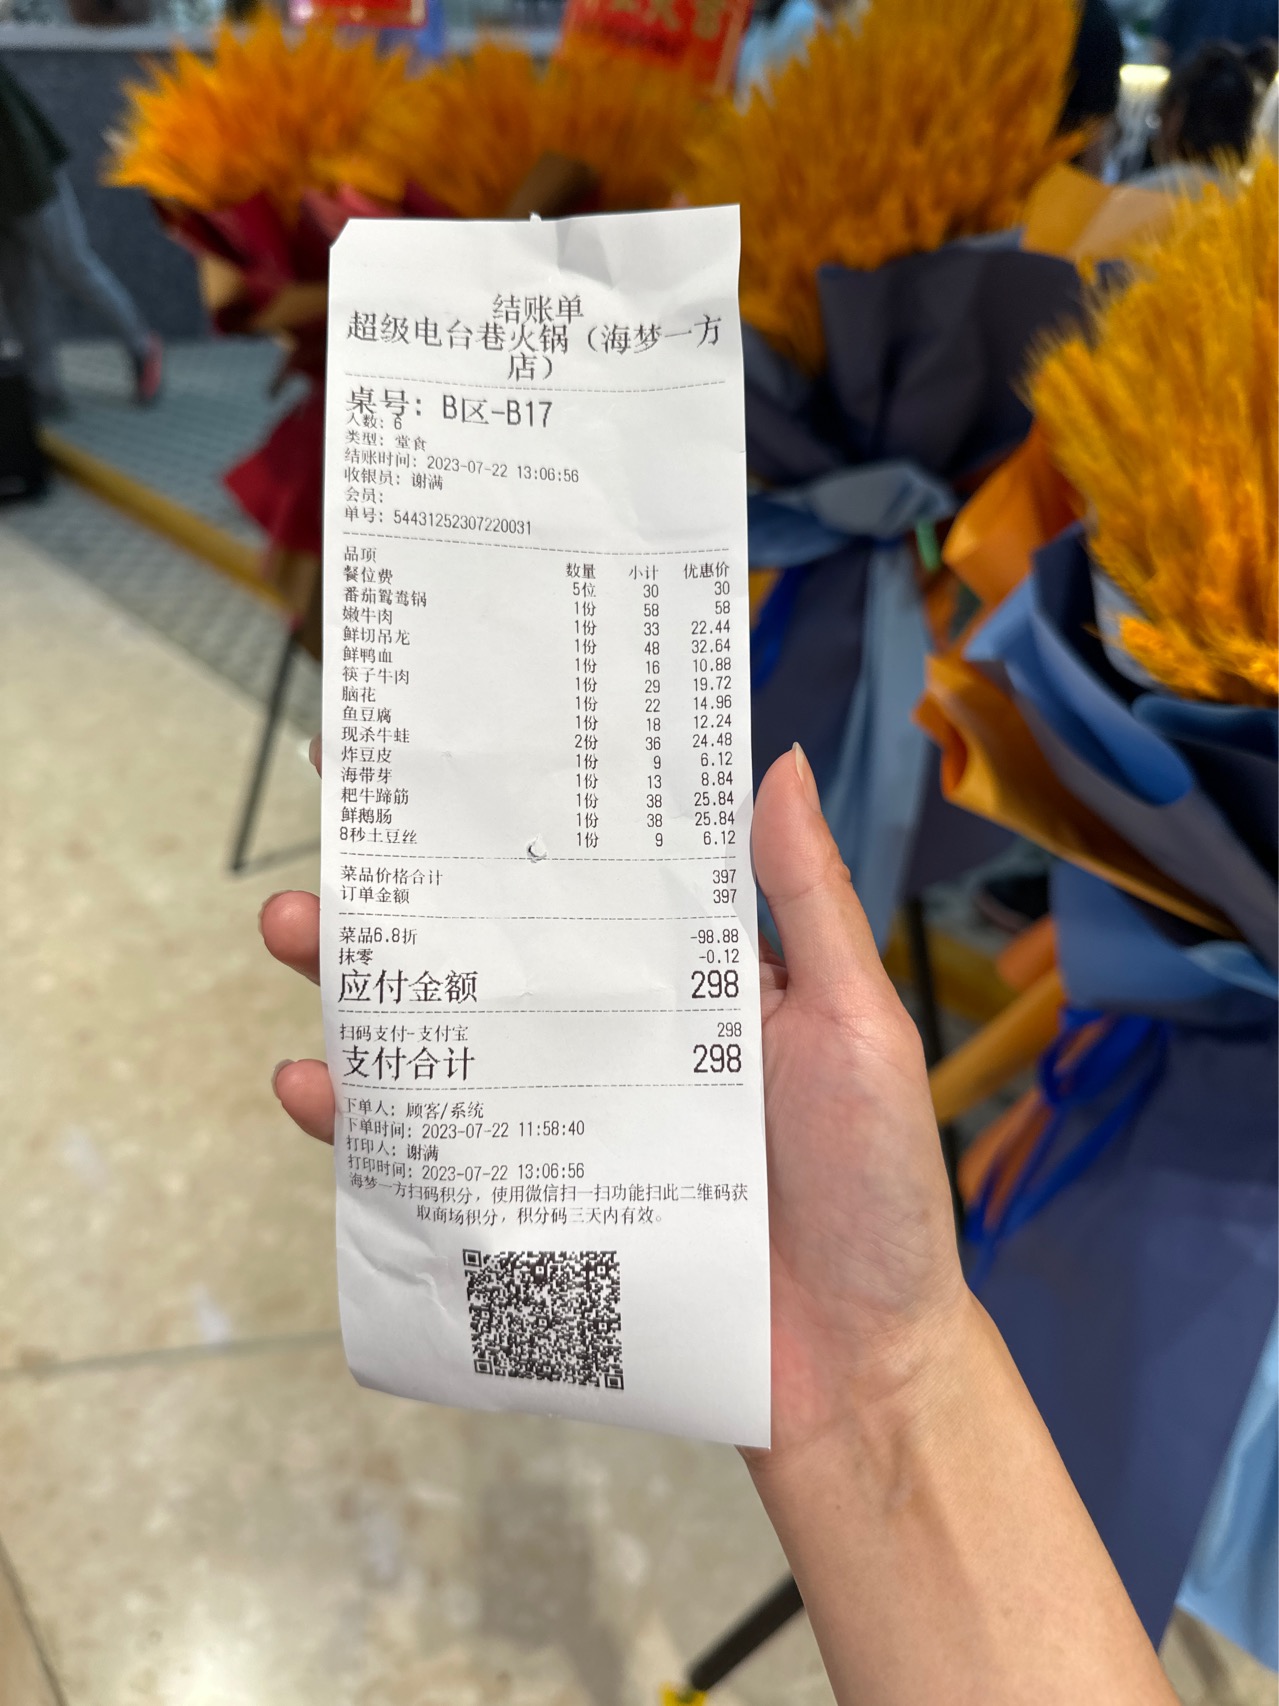 结账单
超级电台巷火锅（海梦一方
店）
桌号：B区-B17
人数：6
类型：堂食
结账时间：2023-07-22 13:06:56
收银员：谢满
会员：
单号：54431252307220031
品项 数量 小计 优惠价
餐位费 5位 30 30
番茄鸳鸯锅 1份 58 58
嫩牛肉 1份 33 22.44
鲜切吊龙 1份 48 32.64
鲜鸭血 1份 16 10.88
筷子牛肉 1份 29 19.72
脑花 1份 22 14.96
鱼豆腐 1份 18 12.24
现杀牛蛙 2份 36 24.48
炸豆皮 1份 9 6.12
海带芽 1份 13 8.84
粑牛蹄筋 1份 38 25.84
鲜鹅肠 1份 38 25.84
8秒土豆丝 1份 9 6.12
菜品价格合计 397
订单金额 397
菜品6.8折 -98.88
抹零 -0.12
应付金额 298
扫码支付-支付宝 298
支付合计 298
下单人：顾客/系统
下单时间：2023-07-22 11:58:40
打印人：谢满
打印时间：2023-07-22 13:06:56
海梦一方扫码积分，使用微信扫一扫功能扫此二维码获
取商场积分，积分码三天内有效。